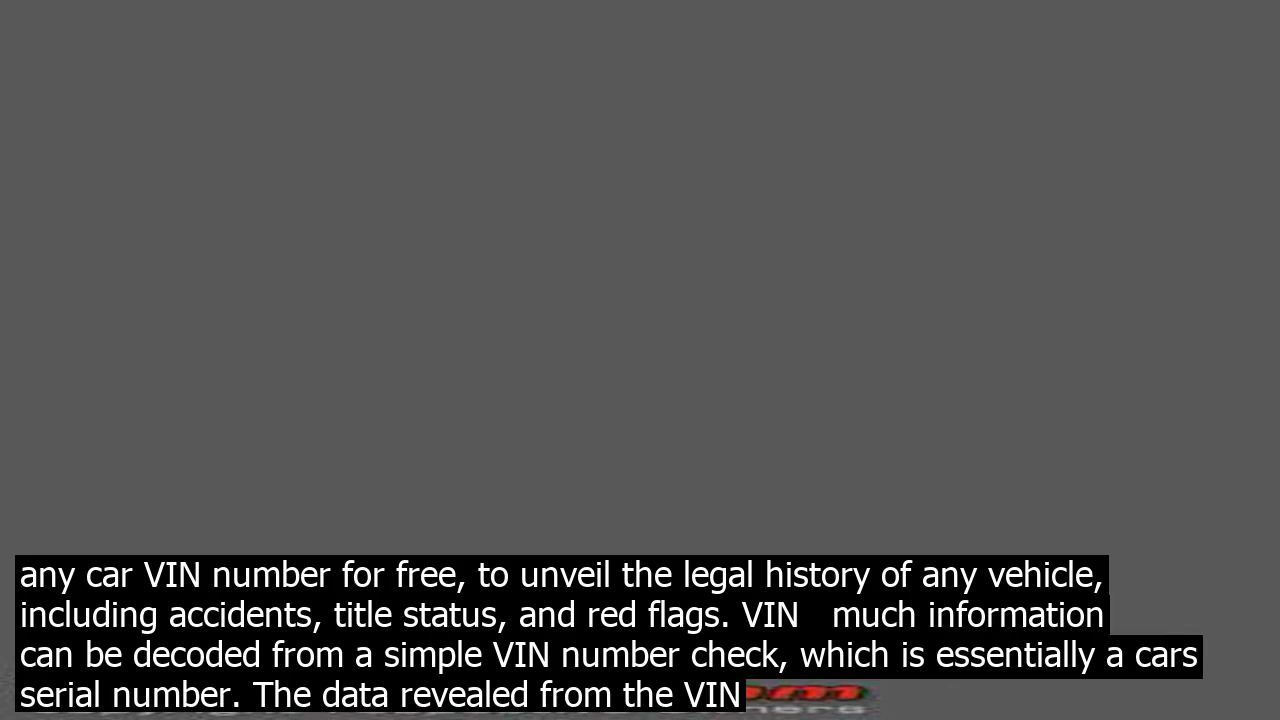 any car VIN number for free, to unveil the legal history of any vehicle,
including accidents, title status, and red flags. VIN   much information
can be decoded from a simple VIN number check, which is essentially a cars
serial number. The data revealed from the VIN